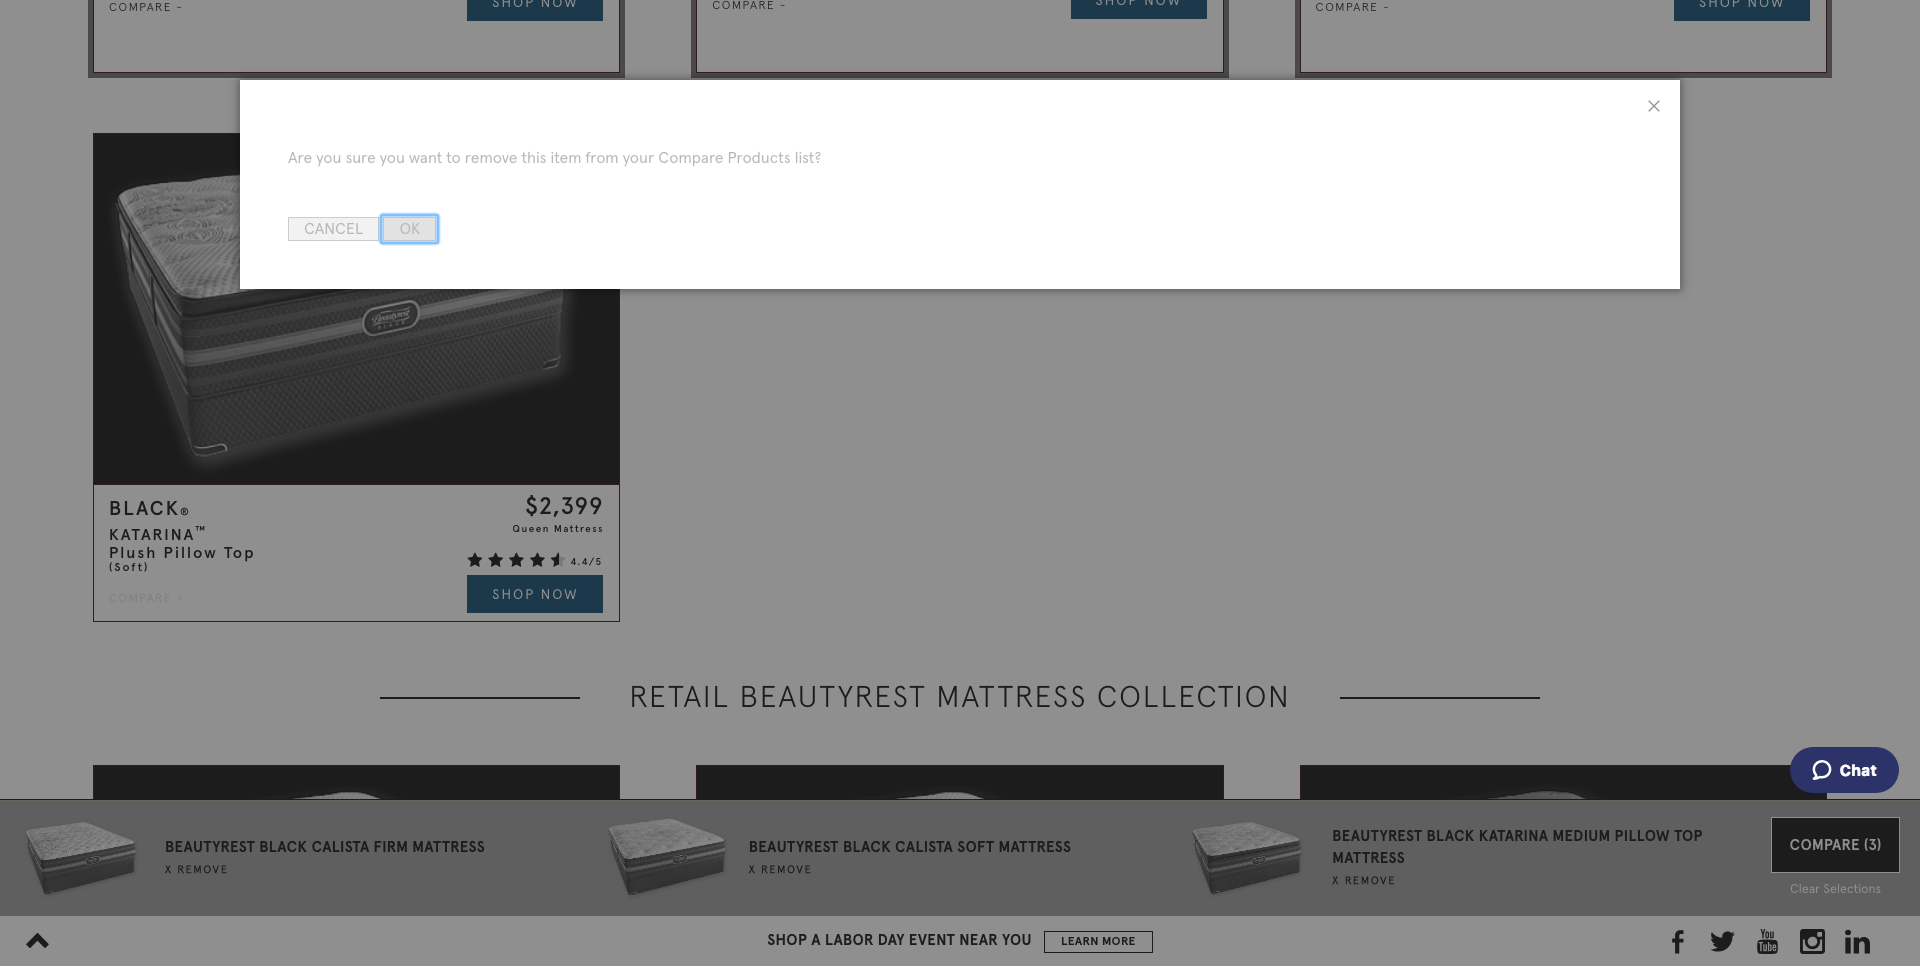 COMPARE -
SHOP NOW
COMPARE -
SHOP NOW
COMPARE -
SHOP NOW
Are you sure you want to remove this item from your Compare Products list?
CANCEL
OK
Beautyrest
BLACK
BLACK®
$2,399
KATARINA™
Queen Mattress
Plush Pillow Top
(Soft)
4.4/5
COMPARE +
SHOP NOW
RETAIL BEAUTYREST MATTRESS COLLECTION
Chat
BEAUTYREST BLACK CALISTA FIRM MATTRESS
X REMOVE
BEAUTYREST BLACK CALISTA SOFT MATTRESS
X REMOVE
BEAUTYREST BLACK KATARINA MEDIUM PILLOW TOP
MATTRESS
X REMOVE
COMPARE (3)
Clear Selections
SHOP A LABOR DAY EVENT NEAR YOU
LEARN MORE
You
Tube